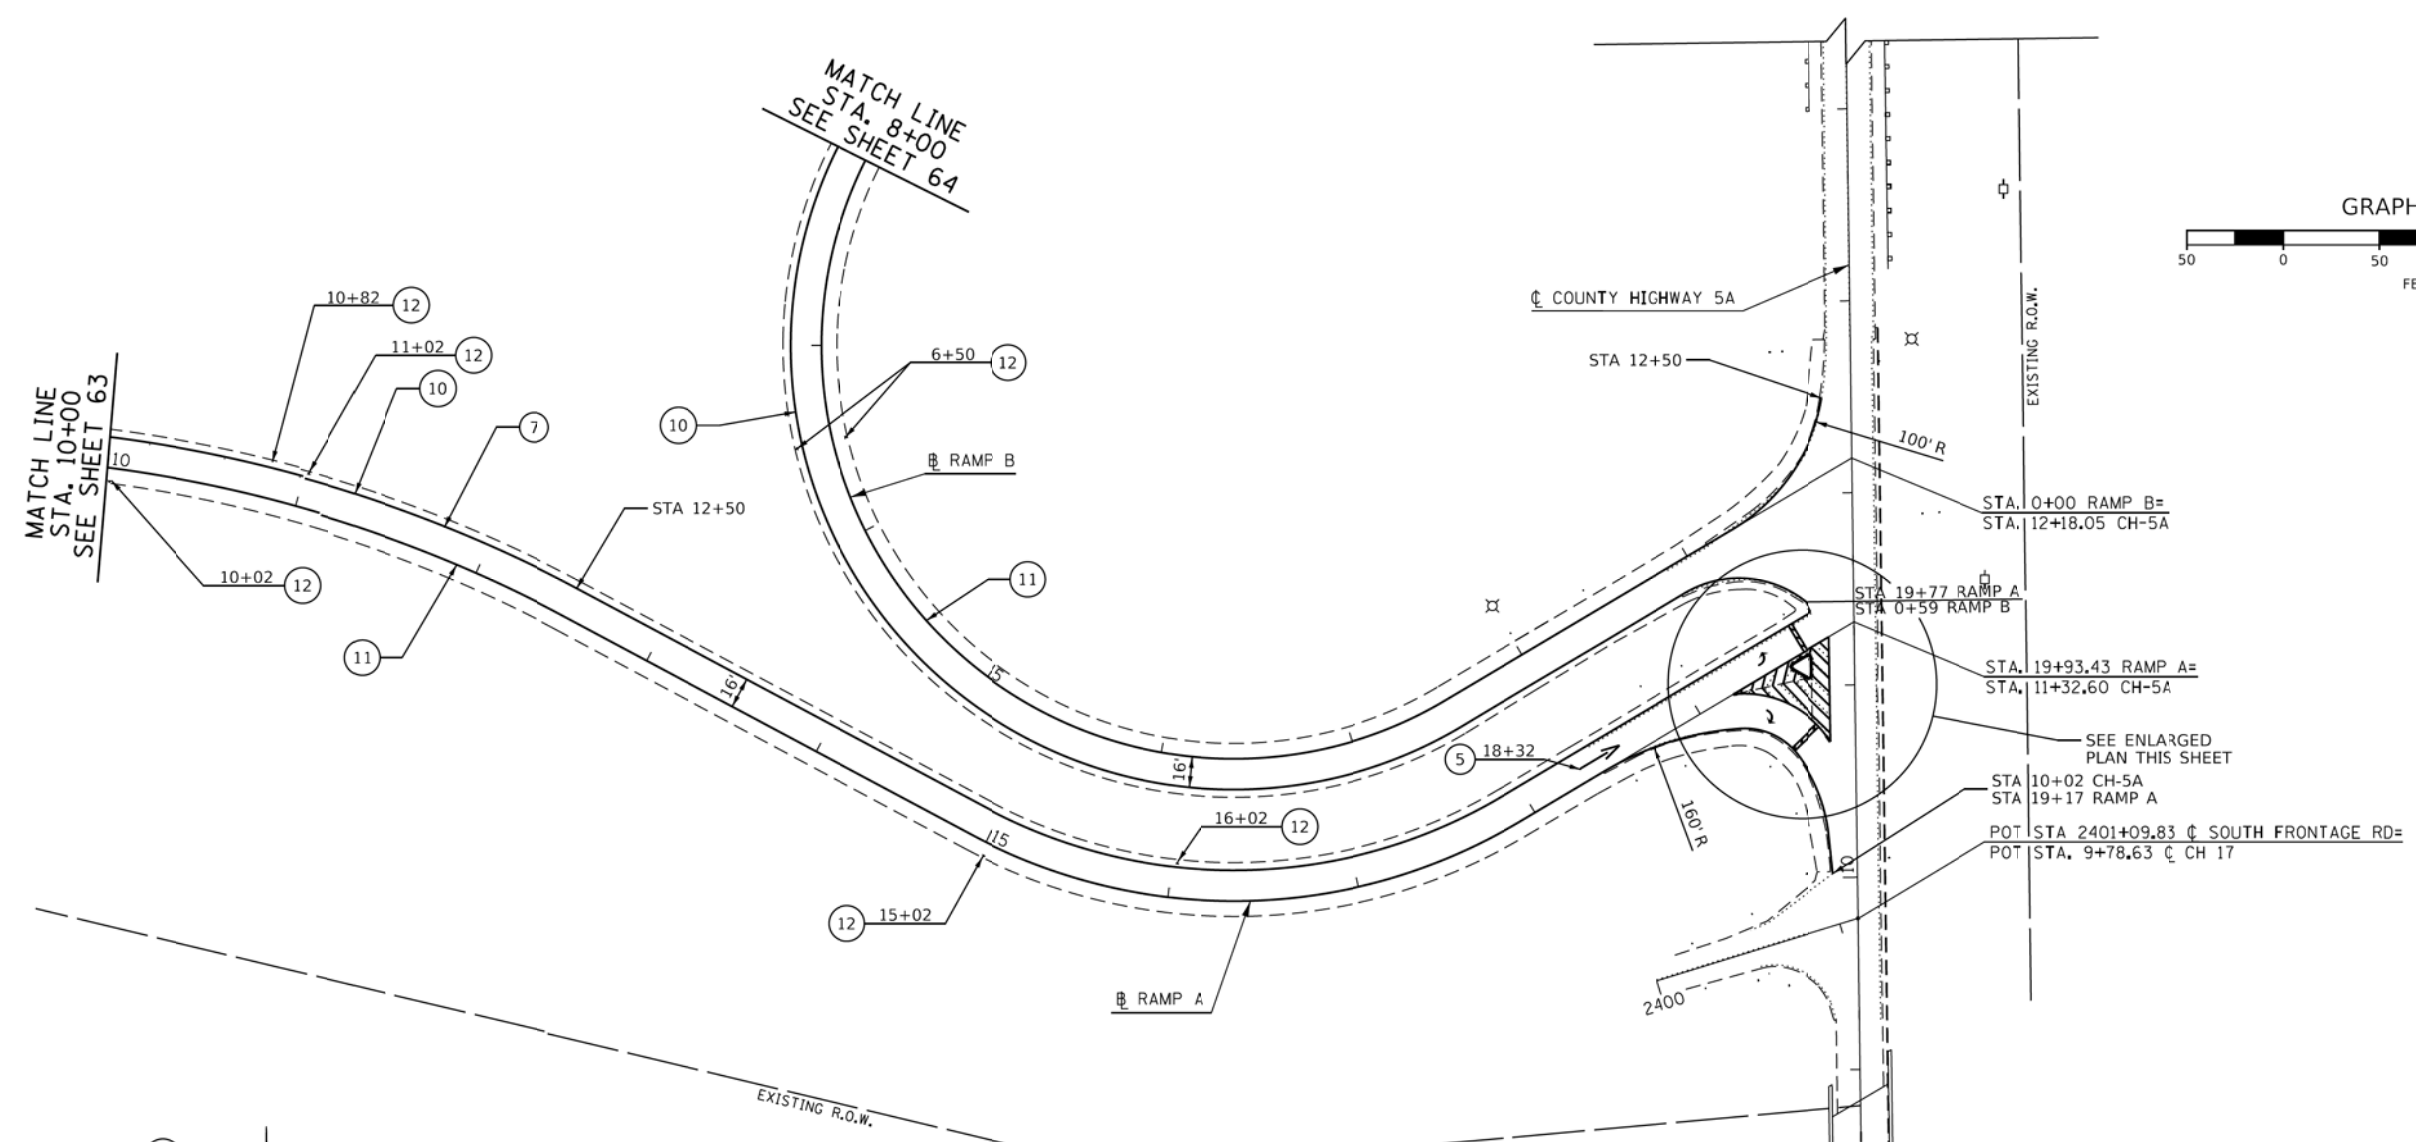 MATCH LINE
STA. 8+00
SEE SHEET 64
GRAPH
50 0 50
FE
10+82 12
11+02 12
10
7
MATCH LINE
STA. 10+00
SEE SHEET 63
10
10+02 12
11
STA 12+50
16'
10
6+50 12
℄ COUNTY HIGHWAY 5A
STA 12+50
100' R
EXISTING R.O.W.
BL RAMP B
11
5
16'
STA. 0+00 RAMP B=
STA. 12+18.05 CH-5A
STA 19+77 RAMP A
STA 0+59 RAMP B
STA. 19+93.43 RAMP A=
STA. 11+32.60 CH-5A
SEE ENLARGED
PLAN THIS SHEET
5 18+32
160' R
STA 10+02 CH-5A
STA 19+17 RAMP A
POT STA 2401+09.83 ℄ SOUTH FRONTAGE RD=
POT STA. 9+78.63 ℄ CH 17
10
2400
16+02 12
15
12 15+02
BL RAMP A
EXISTING R.O.W.